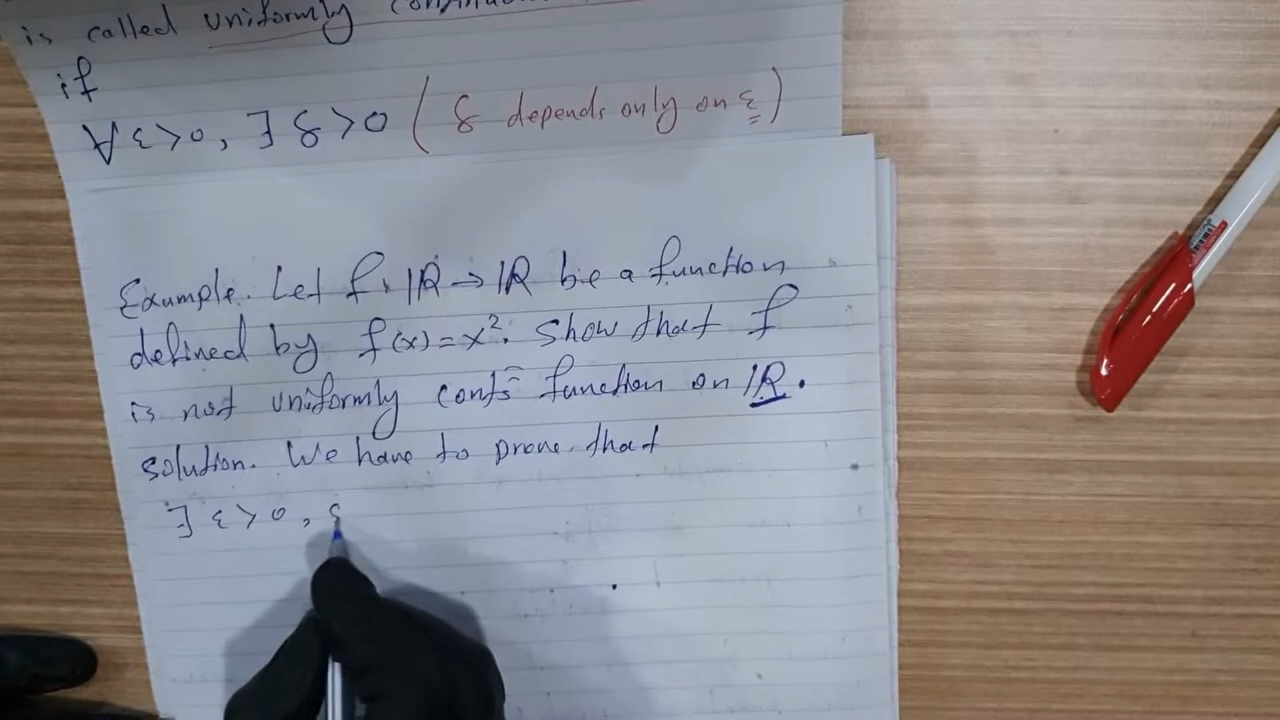 is called uniformly
if
∀ ε>0, ∃ δ>0 ( δ depends only on ε )
Example. Let f: ℝ → ℝ be a function
defined by f(x)=x². Show that f
is not uniformly conts function on ℝ.
solution. We have to prove that
∃ ε>0,